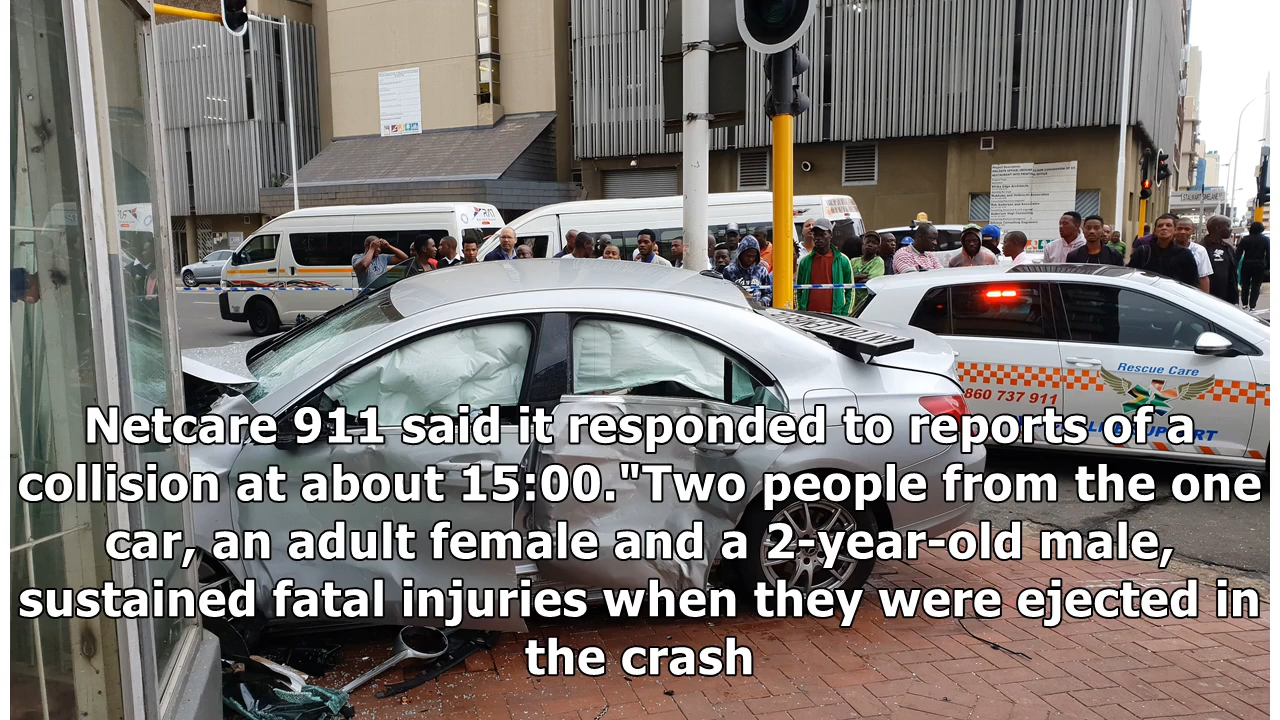 Rescue Care
860 737 911
Netcare 911 said it responded to reports of a
collision at about 15:00."Two people from the one
car, an adult female and a 2-year-old male,
sustained fatal injuries when they were ejected in
the crash